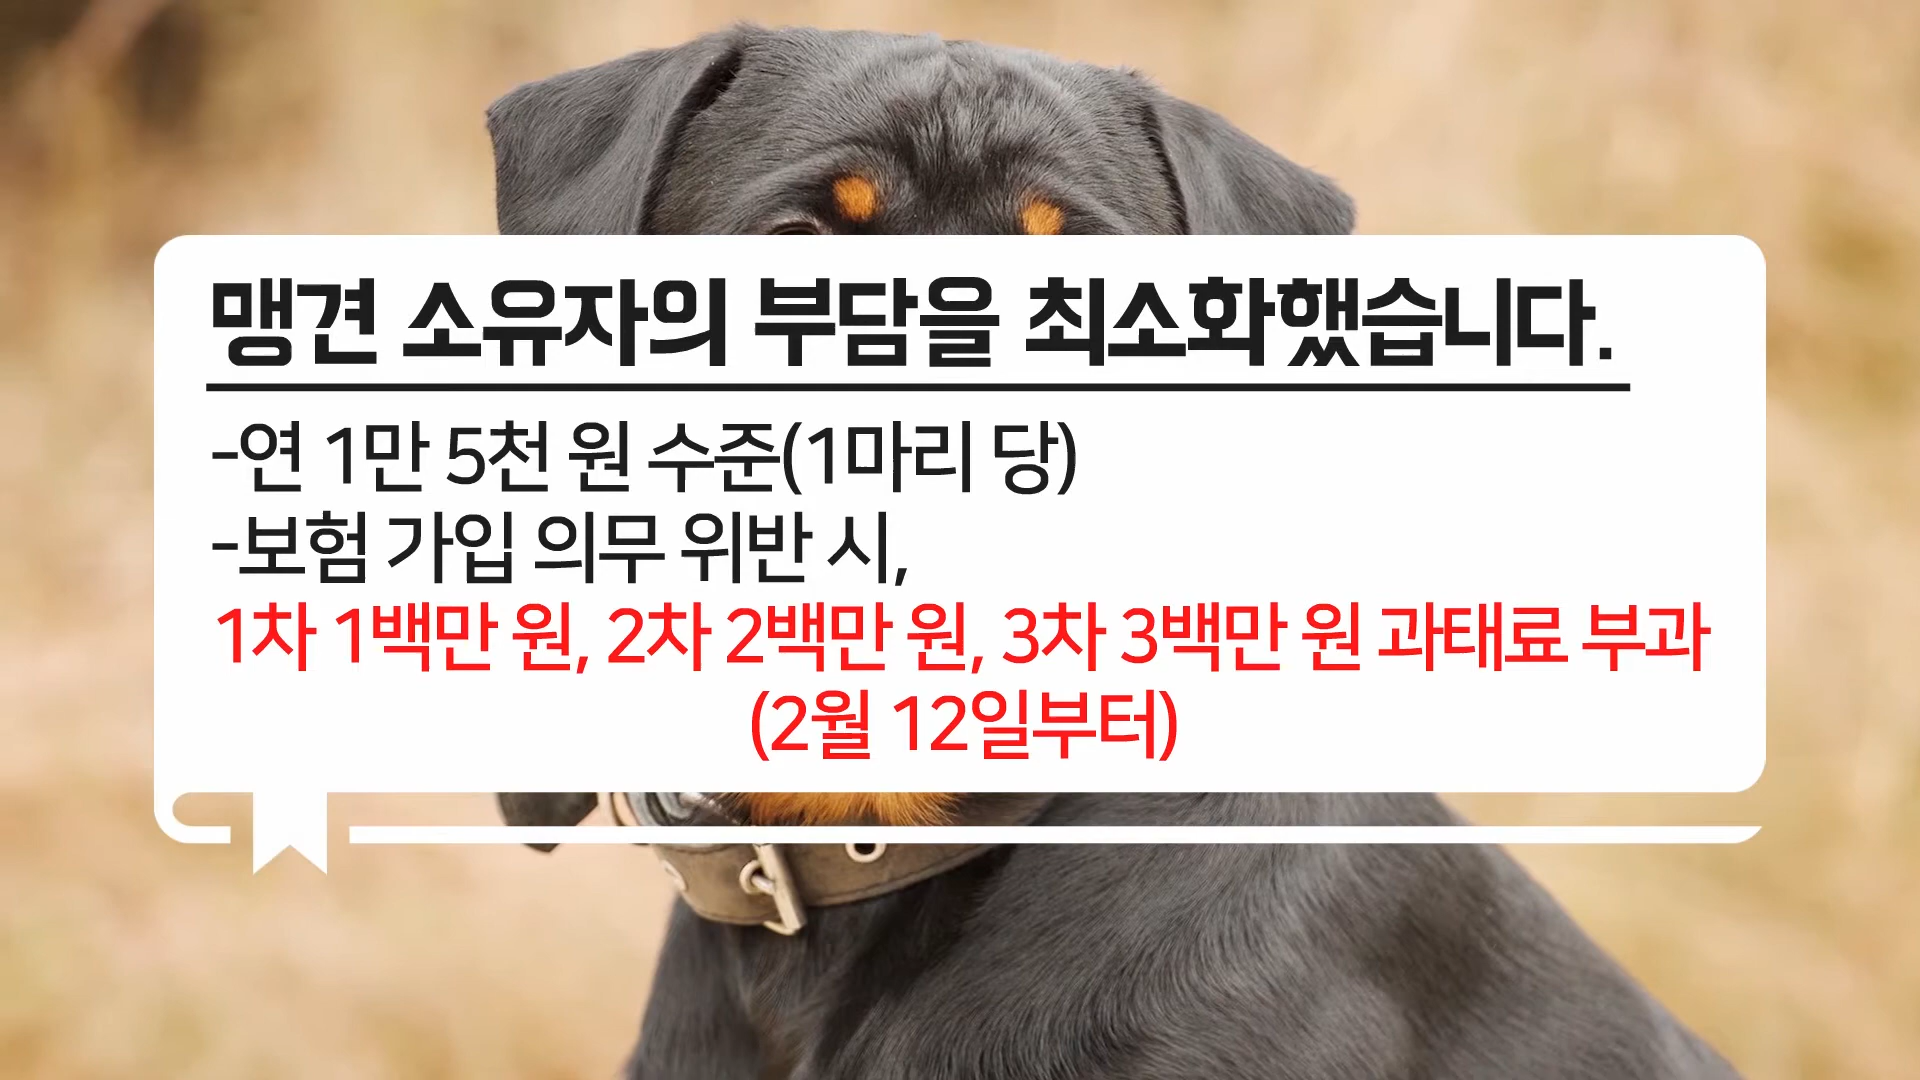 맹견 소유자의 부담을 최소화했습니다.
-연 1만 5천 원 수준(1마리 당)
-보험 가입 의무 위반 시,
1차 1백만 원, 2차 2백만 원, 3차 3백만 원 과태료 부과
(2월 12일부터)